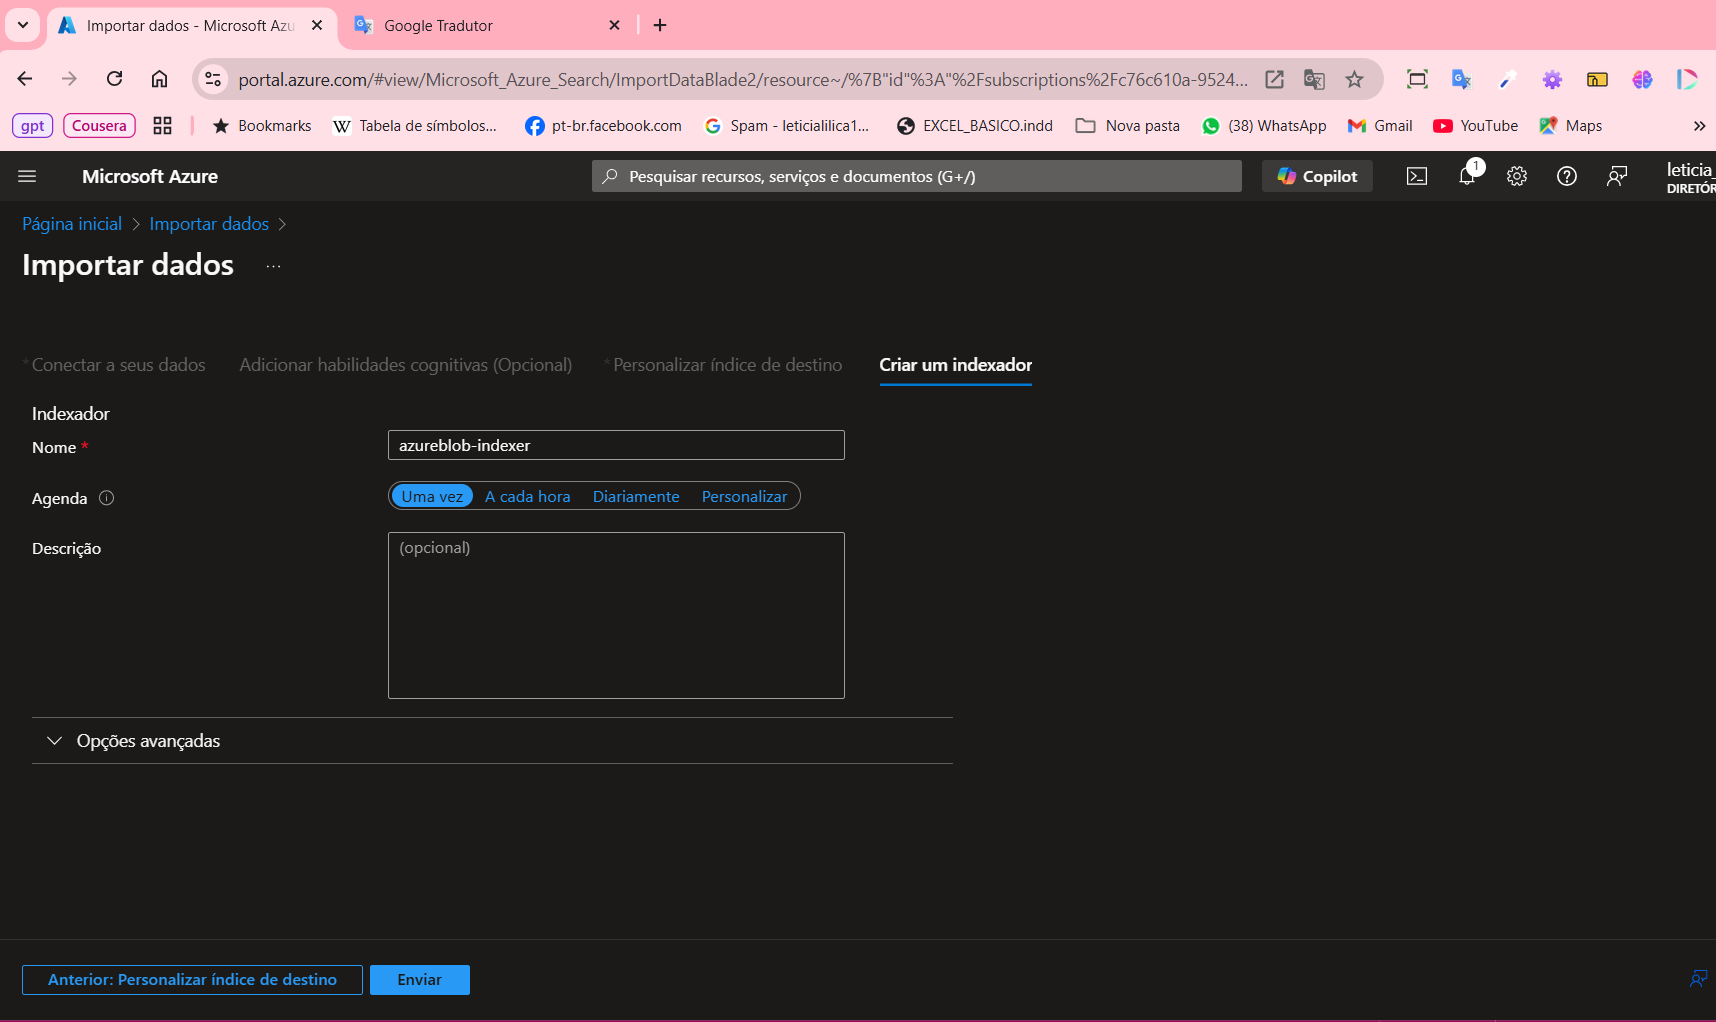 Importar dados - Microsoft Azu
Google Tradutor
portal.azure.com/#view/Microsoft_Azure_Search/ImportDataBlade2/resource~/%7B"id"%3A"%2Fsubscriptions%2Fc76c610a-9524...
gpt
Cousera
Bookmarks
Tabela de símbolos...
pt-br.facebook.com
Spam - leticialilica1...
EXCEL_BASICO.indd
Nova pasta
(38) WhatsApp
Gmail
YouTube
Maps
Microsoft Azure
Pesquisar recursos, serviços e documentos (G+/)
Copilot
1
leticia_
DIRETÓR
Página inicial > Importar dados >
Importar dados ...
*Conectar a seus dados
Adicionar habilidades cognitivas (Opcional)
*Personalizar índice de destino
Criar um indexador
Indexador
Nome *
azureblob-indexer
Agenda
Uma vez
A cada hora
Diariamente
Personalizar
Descrição
(opcional)
Opções avançadas
Anterior: Personalizar índice de destino
Enviar